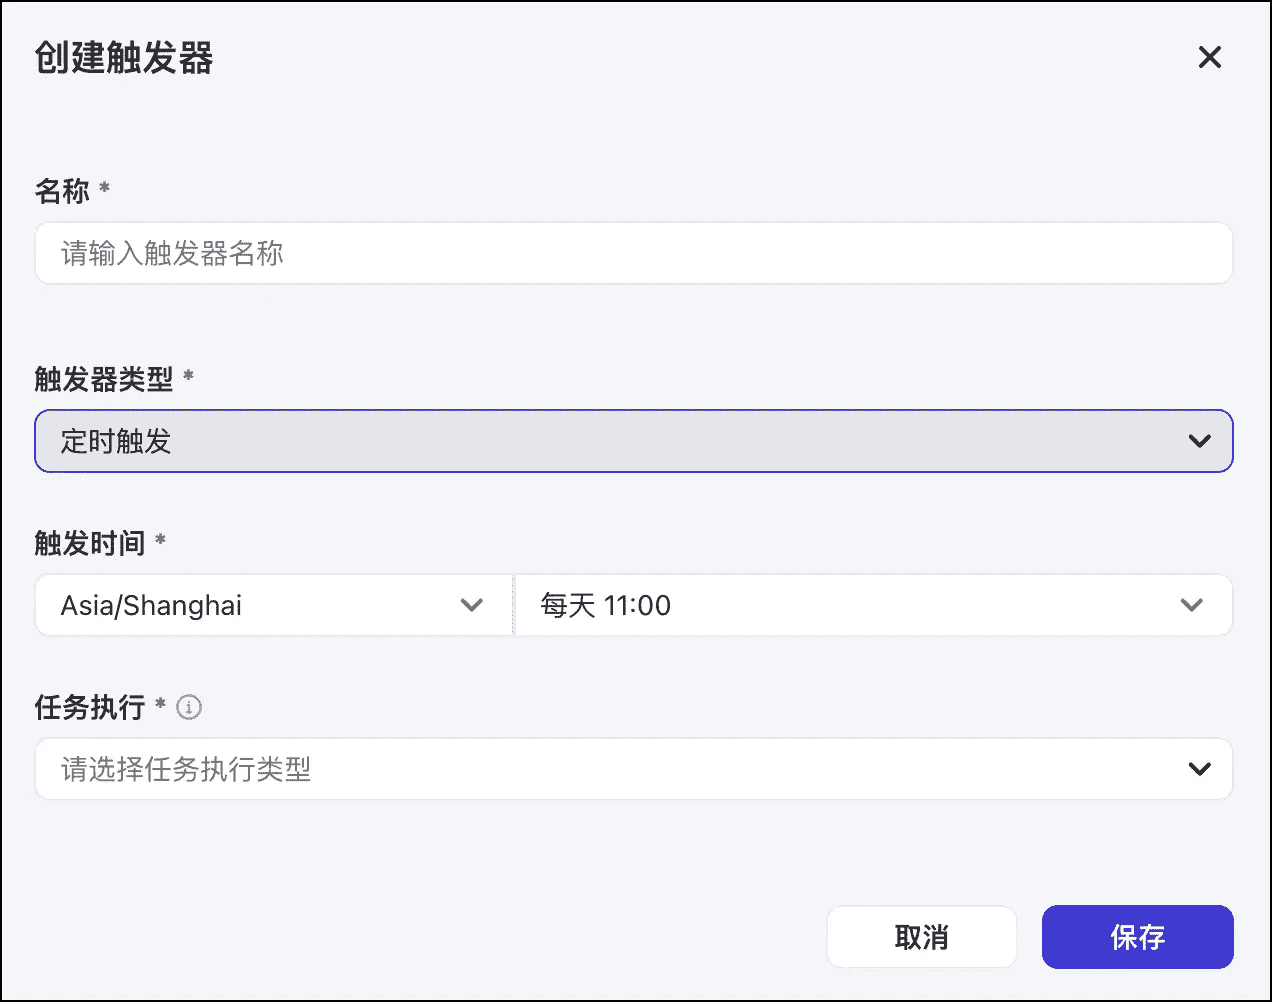 创建触发器
名称 *
请输入触发器名称
触发器类型 *
定时触发
触发时间 *
Asia/Shanghai 每天 11:00
任务执行 *
请选择任务执行类型
取消 保存